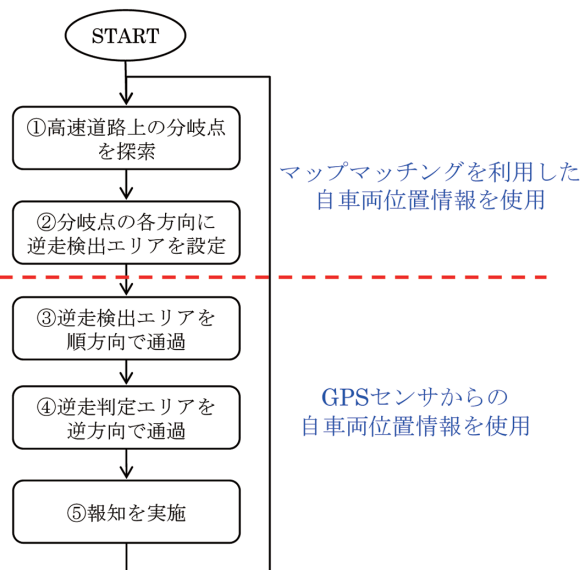 START
①高速道路上の分岐点
を探索
マップマッチングを利用した
自車両位置情報を使用
②分岐点の各方向に
逆走検出エリアを設定
③逆走検出エリアを
順方向で通過
④逆走判定エリアを
逆方向で通過
GPSセンサからの
自車両位置情報を使用
⑤報知を実施